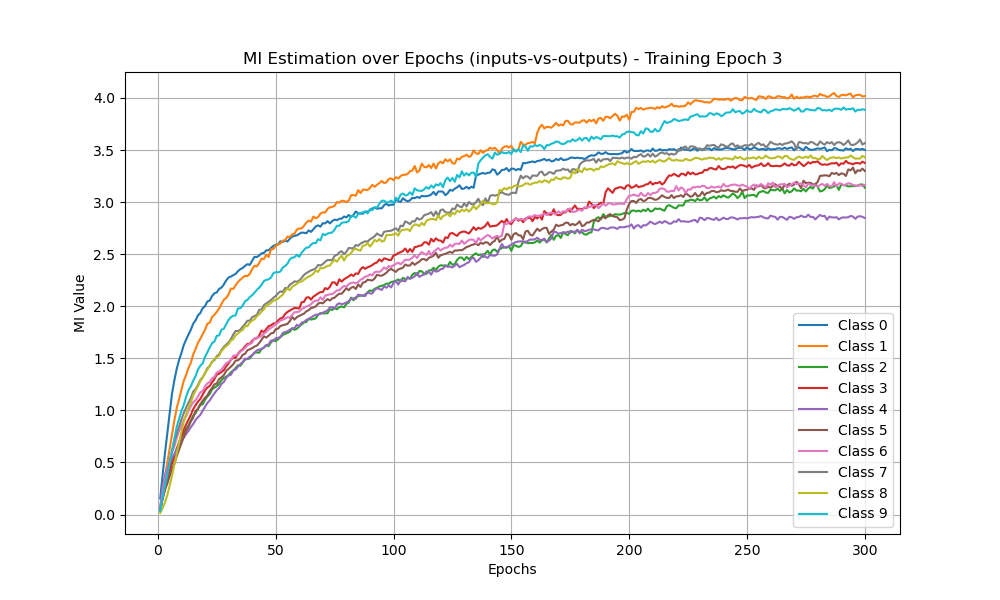 MI Estimation over Epochs (inputs-vs-outputs) - Training Epoch 3
MI Value
4.0
3.5
3.0
2.5
2.0
1.5
1.0
0.5
0.0
Class 0
Class 1
Class 2
Class 3
Class 4
Class 5
Class 6
Class 7
Class 8
Class 9
0 50 100 150 200 250 300
Epochs